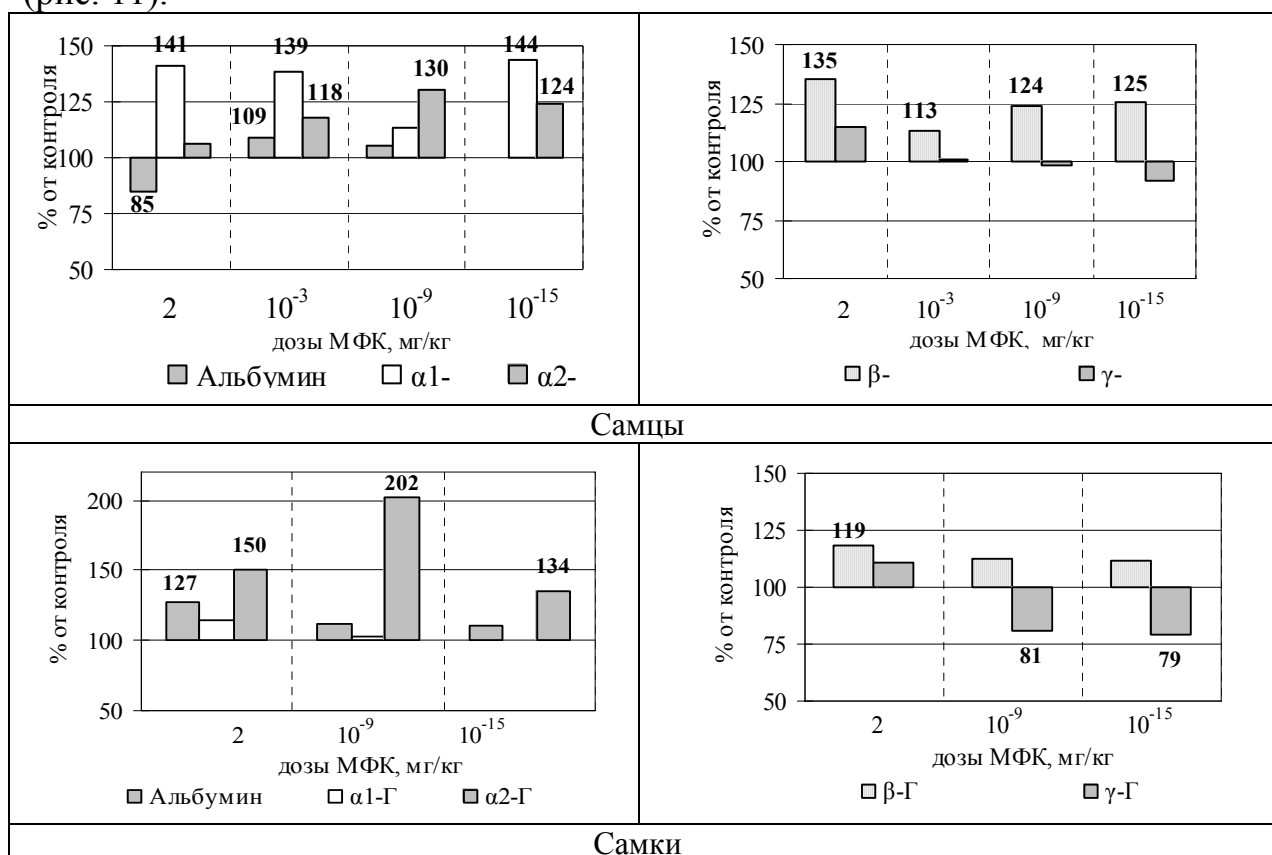 (рис. 11).
150
125
100
75
50
% от контроля
141
139
144
130
118
124
109
85
2
10⁻³
10⁻⁹
10⁻¹⁵
дозы МФК, мг/кг
Альбумин
α1-
α2-
150
125
100
75
50
% от контроля
135
113
124
125
2
10⁻³
10⁻⁹
10⁻¹⁵
дозы МФК, мг/кг
β-
γ-
Самцы
200
150
100
50
% от контроля
127
150
202
134
2
10⁻⁹
10⁻¹⁵
дозы МФК, мг/кг
Альбумин
α1-Г
α2-Г
150
125
100
75
50
% от контроля
119
81
79
2
10⁻⁹
10⁻¹⁵
дозы МФК, мг/кг
β-Г
γ-Г
Самки